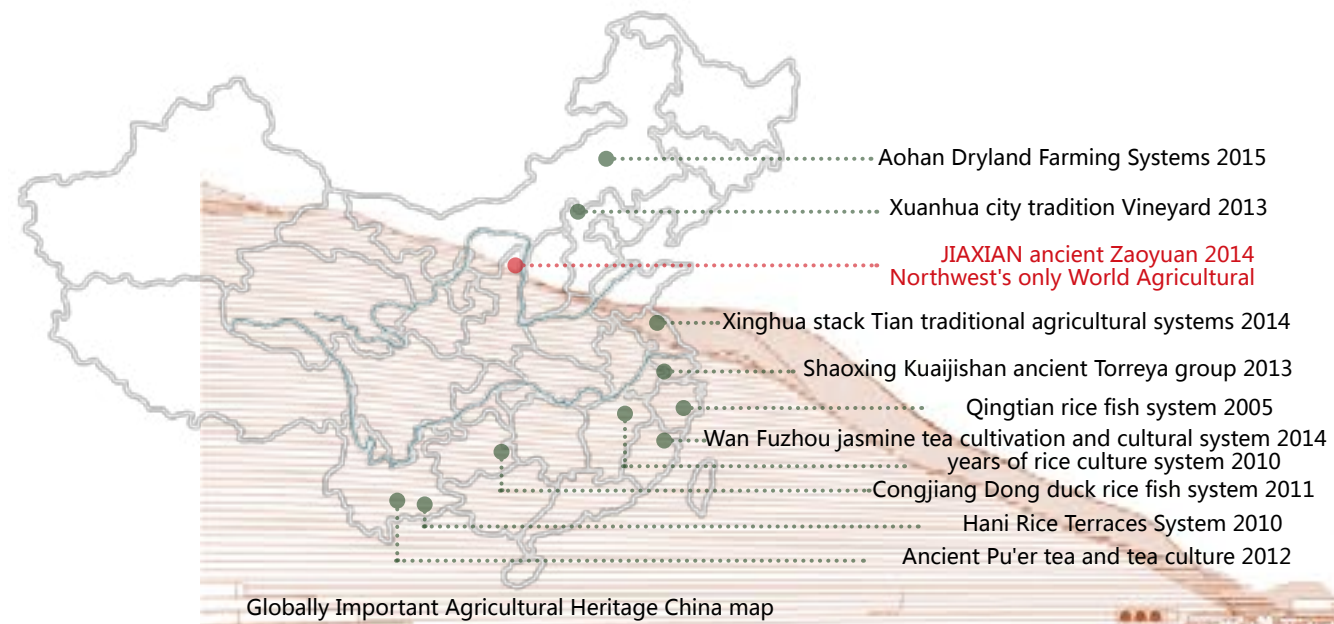 Aohan Dryland Farming Systems 2015
Xuanhua city tradition Vineyard 2013
JIAXIAN ancient Zaoyuan 2014
Northwest's only World Agricultural
Xinghua stack Tian traditional agricultural systems 2014
Shaoxing Kuaijishan ancient Torreya group 2013
Qingtian rice fish system 2005
Wan Fuzhou jasmine tea cultivation and cultural system 2014
years of rice culture system 2010
Congjiang Dong duck rice fish system 2011
Hani Rice Terraces System 2010
Ancient Pu'er tea and tea culture 2012
Globally Important Agricultural Heritage China map